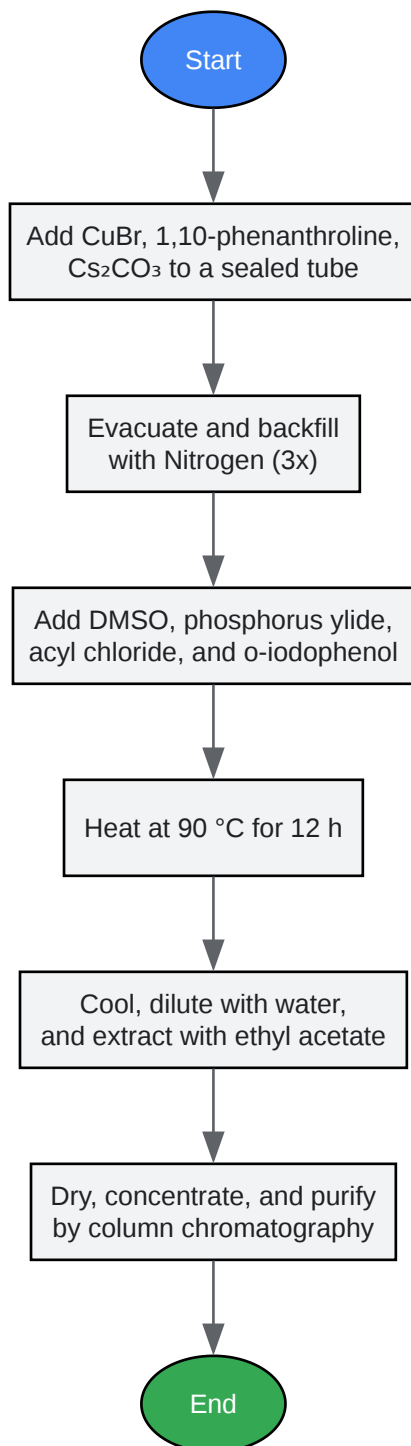 Start
Add CuBr, 1,10-phenanthroline,
Cs₂CO₃ to a sealed tube
Evacuate and backfill
with Nitrogen (3x)
Add DMSO, phosphorus ylide,
acyl chloride, and o-iodophenol
Heat at 90 °C for 12 h
Cool, dilute with water,
and extract with ethyl acetate
Dry, concentrate, and purify
by column chromatography
End